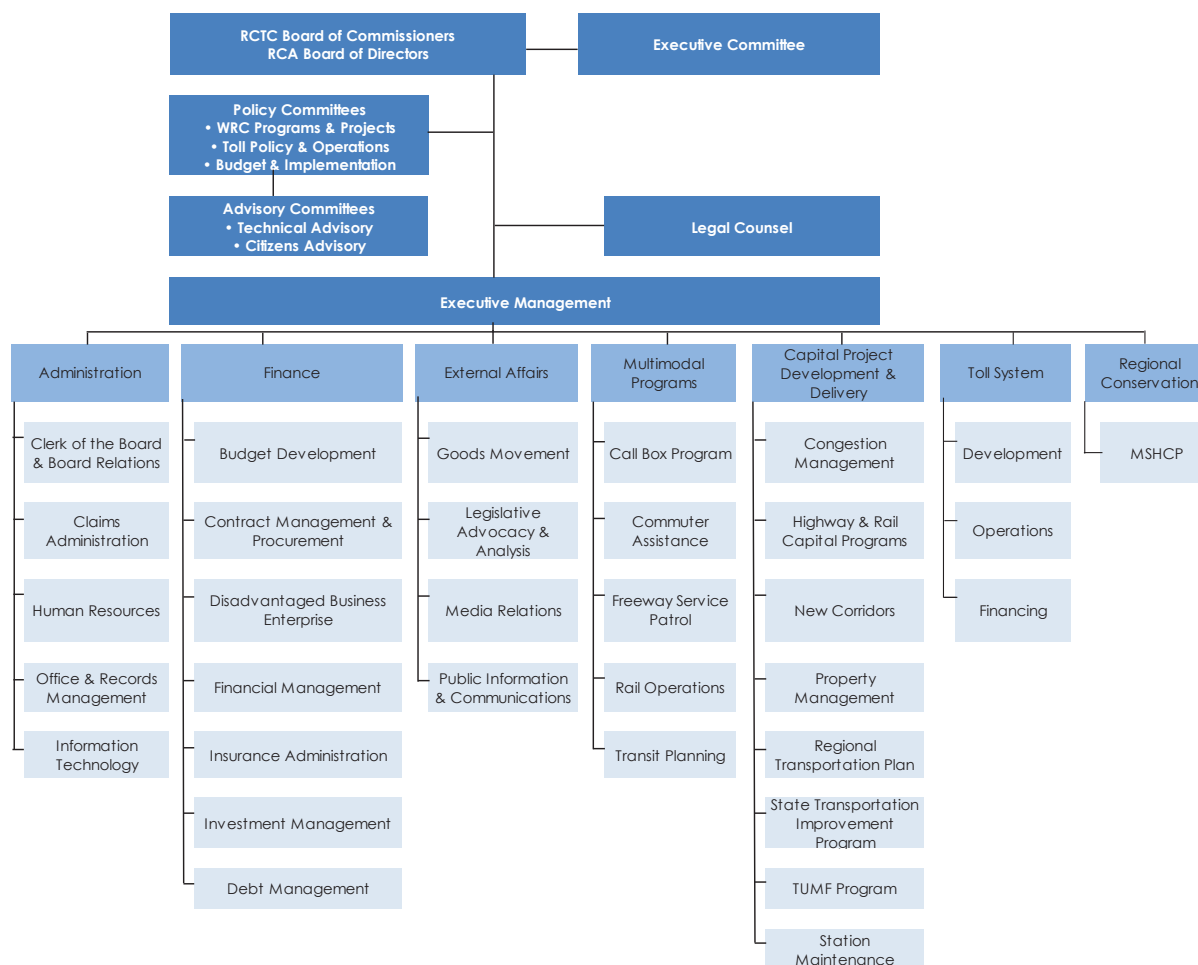 RCTC Board of Commissioners
RCA Board of Directors
Executive Committee
Policy Committees
• WRC Programs & Projects
• Toll Policy & Operations
• Budget & Implementation
Advisory Committees
• Technical Advisory
• Citizens Advisory
Legal Counsel
Executive Management
Administration
Clerk of the Board
& Board Relations
Claims
Administration
Human Resources
Office & Records
Management
Information
Technology
Finance
Budget Development
Contract Management &
Procurement
Disadvantaged Business
Enterprise
Financial Management
Insurance Administration
Investment Management
Debt Management
External Affairs
Goods Movement
Legislative
Advocacy &
Analysis
Media Relations
Public Information
& Communications
Multimodal
Programs
Call Box Program
Commuter
Assistance
Freeway Service
Patrol
Rail Operations
Transit Planning
Capital Project
Development &
Delivery
Congestion
Management
Highway & Rail
Capital Programs
New Corridors
Property
Management
Regional
Transportation Plan
State Transportation
Improvement
Program
TUMF Program
Station
Maintenance
Toll System
Development
Operations
Financing
Regional
Conservation
MSHCP